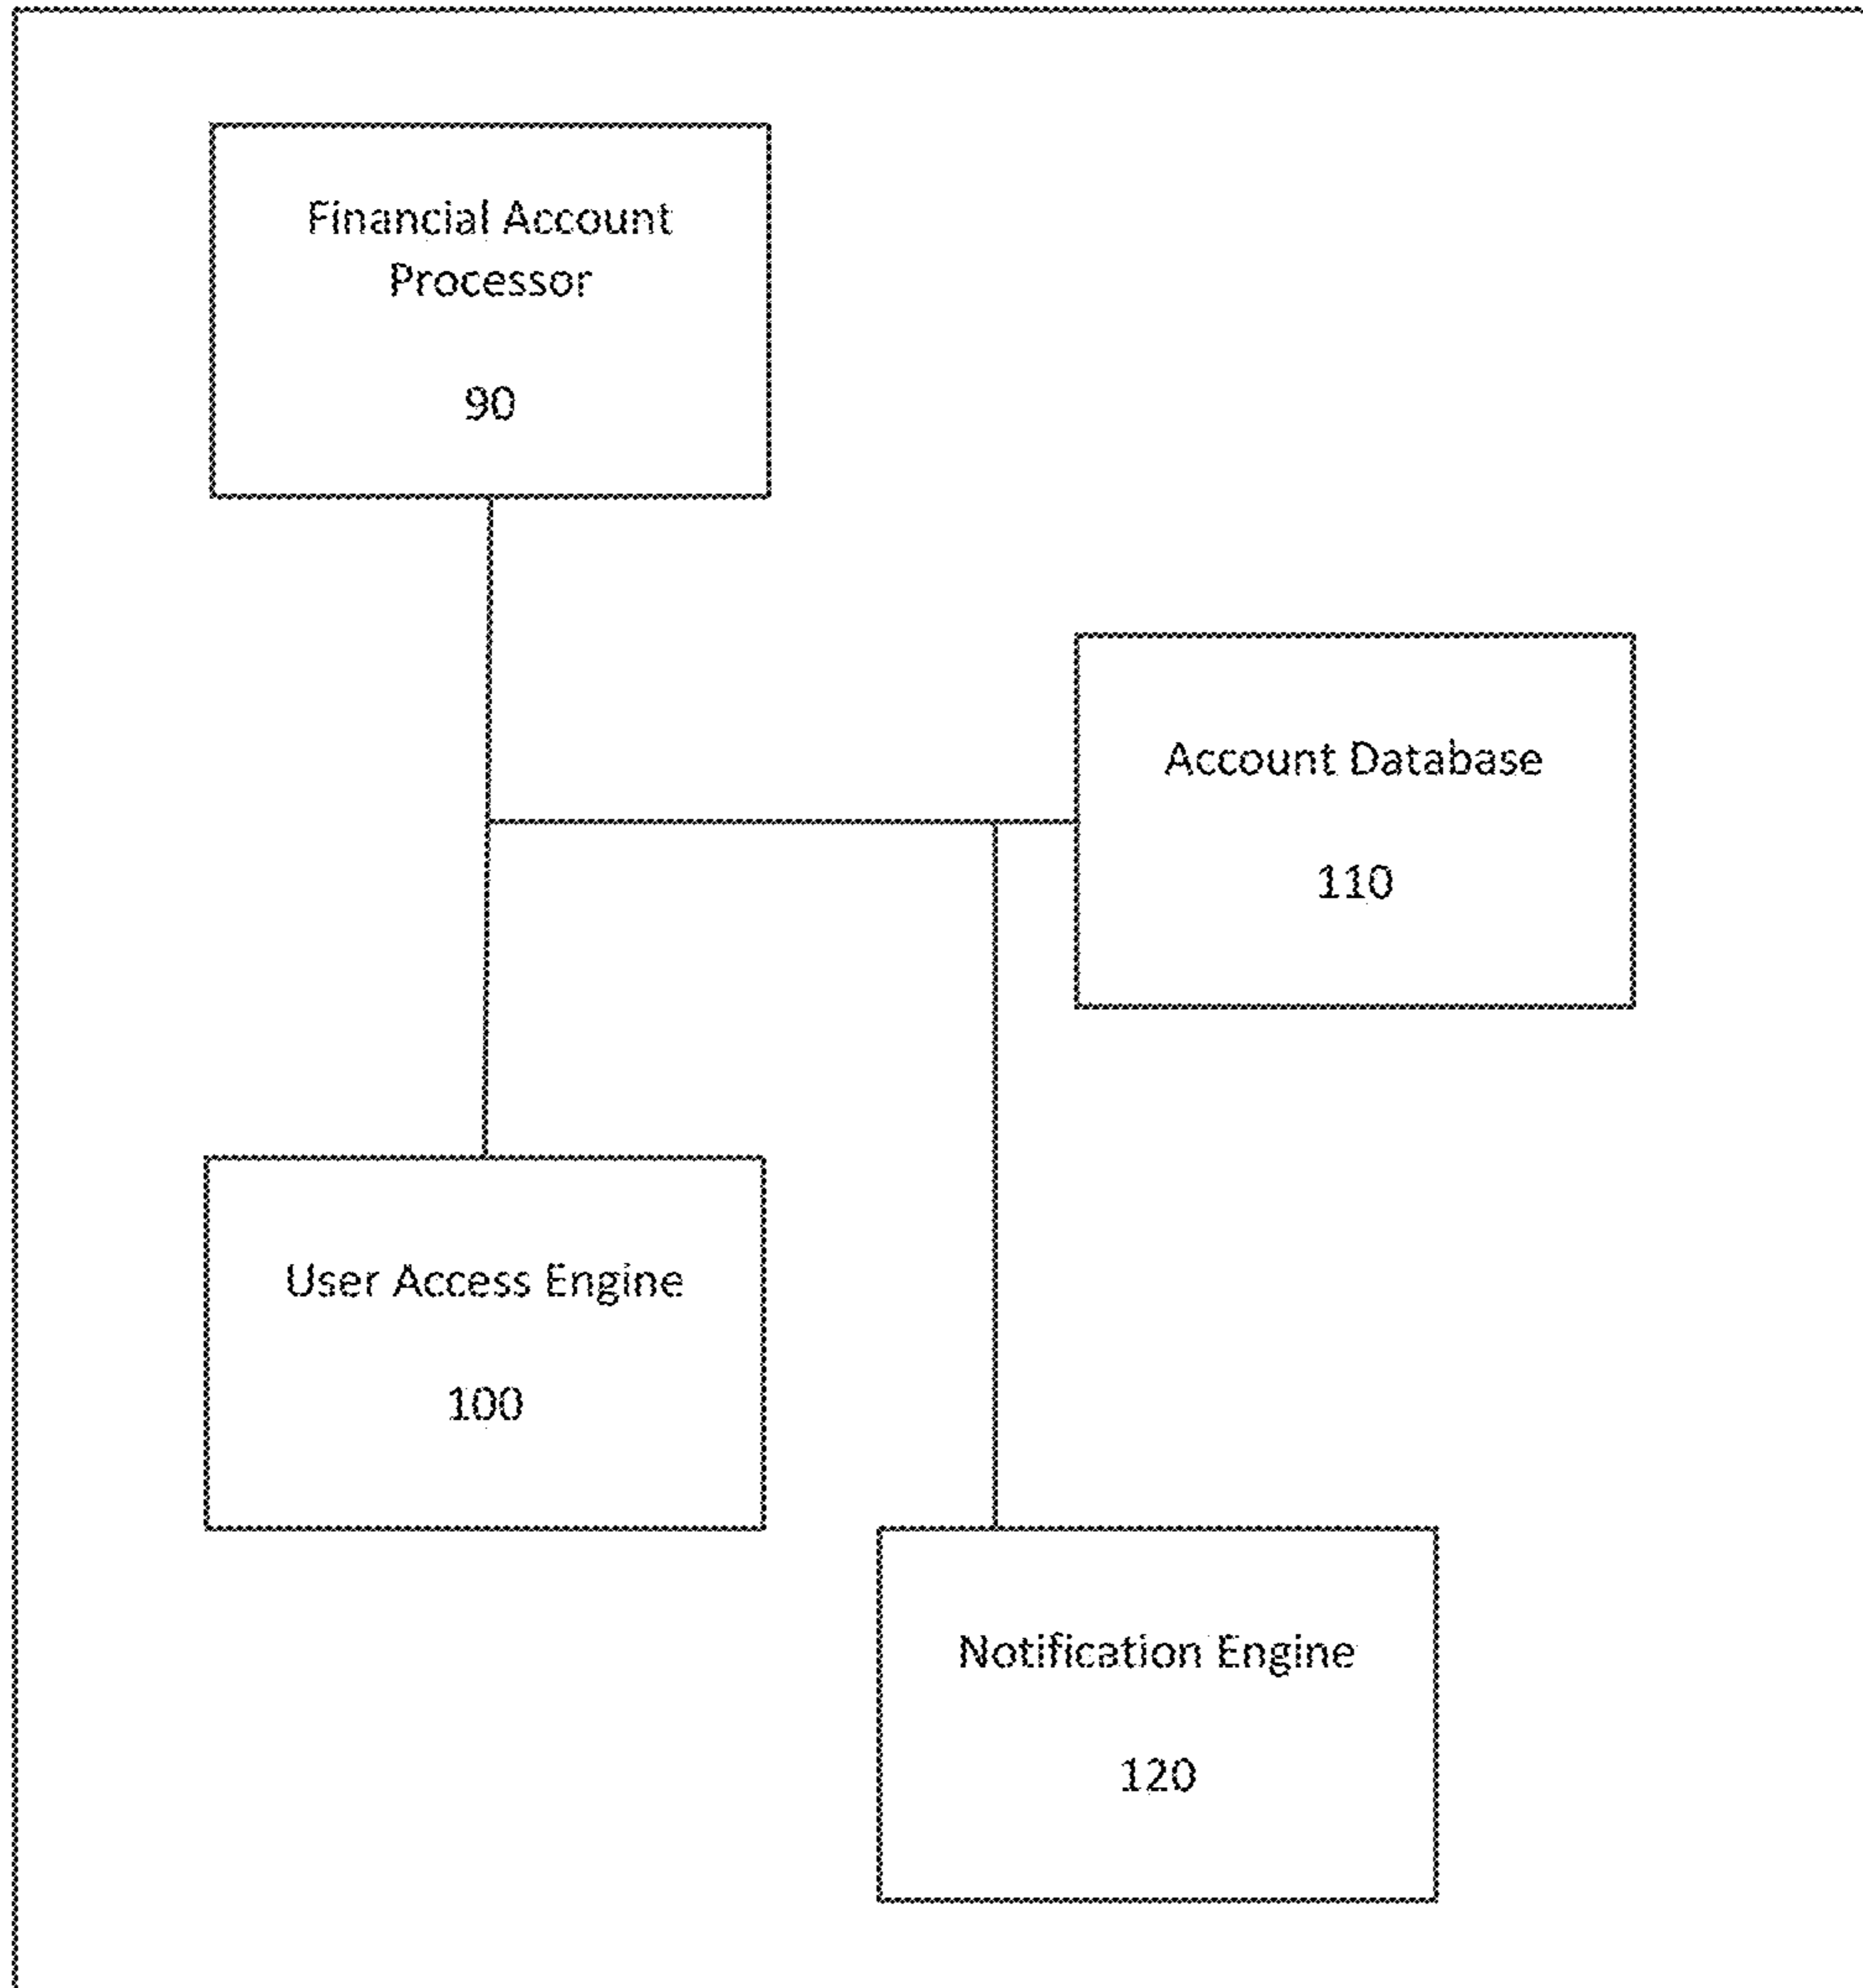 Financial Account
Processor
90
Account Database
110
User Access Engine
100
Notification Engine
120